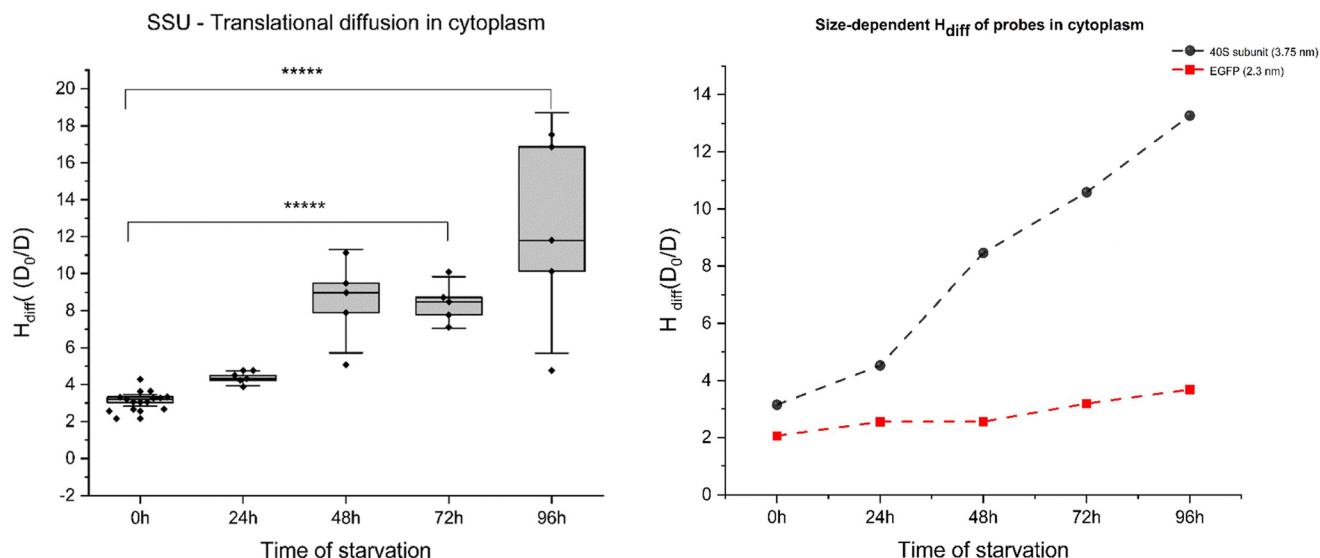 SSU - Translational diffusion in cytoplasm
*****
*****
20
18
16
14
12
10
8
6
4
2
0
-2
H_diff( (D₀/D)
0h 24h 48h 72h 96h
Time of starvation
Size-dependent H_diff of probes in cytoplasm
40S subunit (3.75 nm)
EGFP (2.3 nm)
14
12
10
8
6
4
2
0
H_diff(D₀/D)
0h 24h 48h 72h 96h
Time of starvation